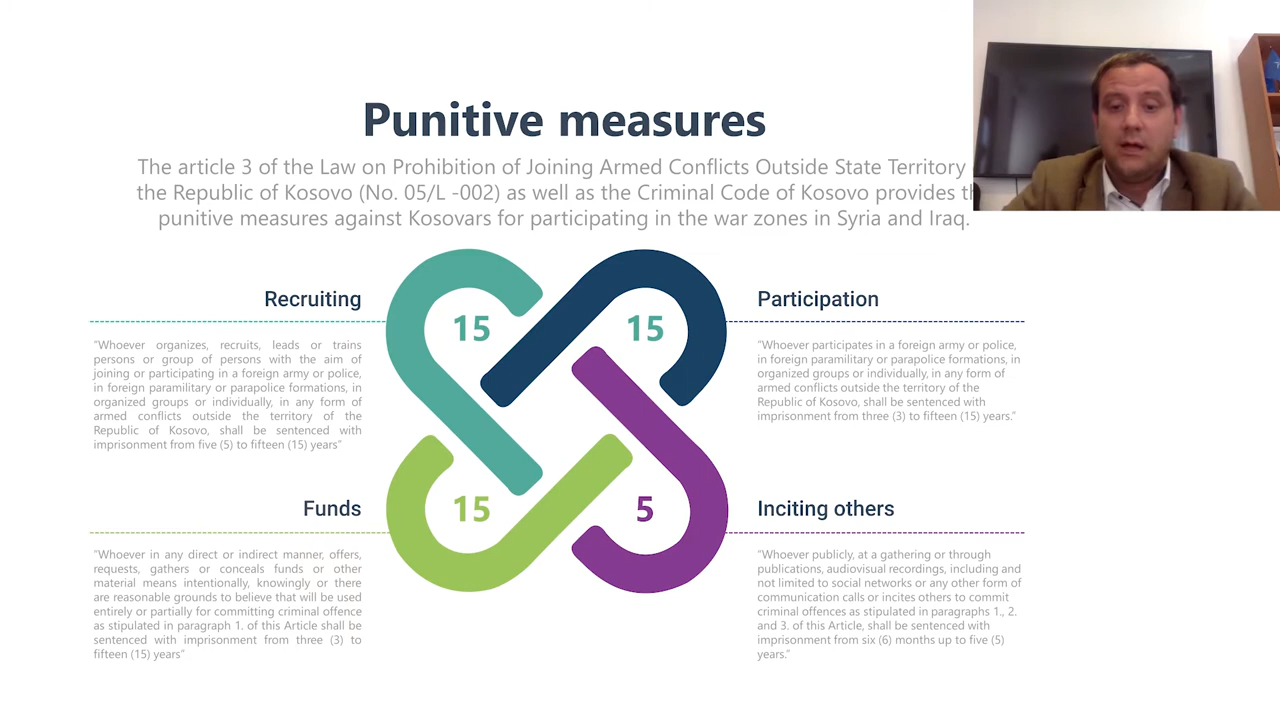 Punitive measures
The article 3 of the Law on Prohibition of Joining Armed Conflicts Outside State Territory
the Republic of Kosovo (No. 05/L -002) as well as the Criminal Code of Kosovo provides
punitive measures against Kosovars for participating in the war zones in Syria and Iraq.
Recruiting
"Whoever organizes, recruits, leads or trains
persons or group of persons with the aim of
joining or participating in a foreign army or police,
in foreign paramilitary or parapolice formations, in
organized groups or individually, in any form of
armed conflicts outside the territory of the
Republic of Kosovo, shall be sentenced with
imprisonment from five (5) to fifteen (15) years"
15
15
Participation
"Whoever participates in a foreign army or police,
in foreign paramilitary or parapolice formations, in
organized groups or individually, in any form of
armed conflicts outside the territory of the
Republic of Kosovo, shall be sentenced with
imprisonment from three (3) to fifteen (15) years."
Funds
"Whoever in any direct or indirect manner, offers,
requests, gathers or conceals funds or other
material means intentionally, knowingly or there
are reasonable grounds to believe that will be used
entirely or partially for committing criminal offence
as stipulated in paragraph 1. of this Article shall be
sentenced with imprisonment from three (3) to
fifteen (15) years"
15
5
Inciting others
"Whoever publicly, at a gathering or through
publications, audiovisual recordings, including and
not limited to social networks or any other form of
communication calls or incites others to commit
criminal offences as stipulated in paragraphs 1., 2.
and 3. of this Article, shall be sentenced with
imprisonment from six (6) months up to five (5)
years."